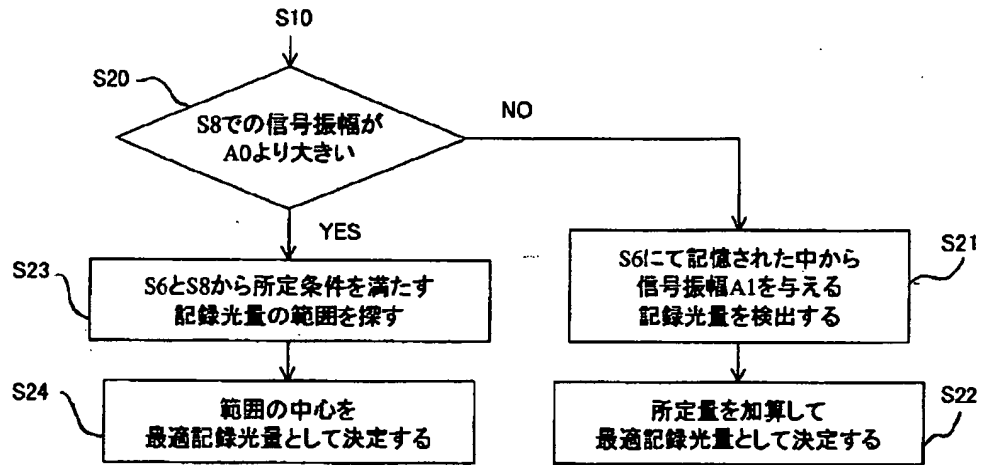 S10
S20
S8での信号振幅が
A0より大きい
NO
YES
S23
S6とS8から所定条件を満たす
記録光量の範囲を探す
S21
S6にて記憶された中から
信号振幅A1を与える
記録光量を検出する
S24
範囲の中心を
最適記録光量として決定する
S22
所定量を加算して
最適記録光量として決定する